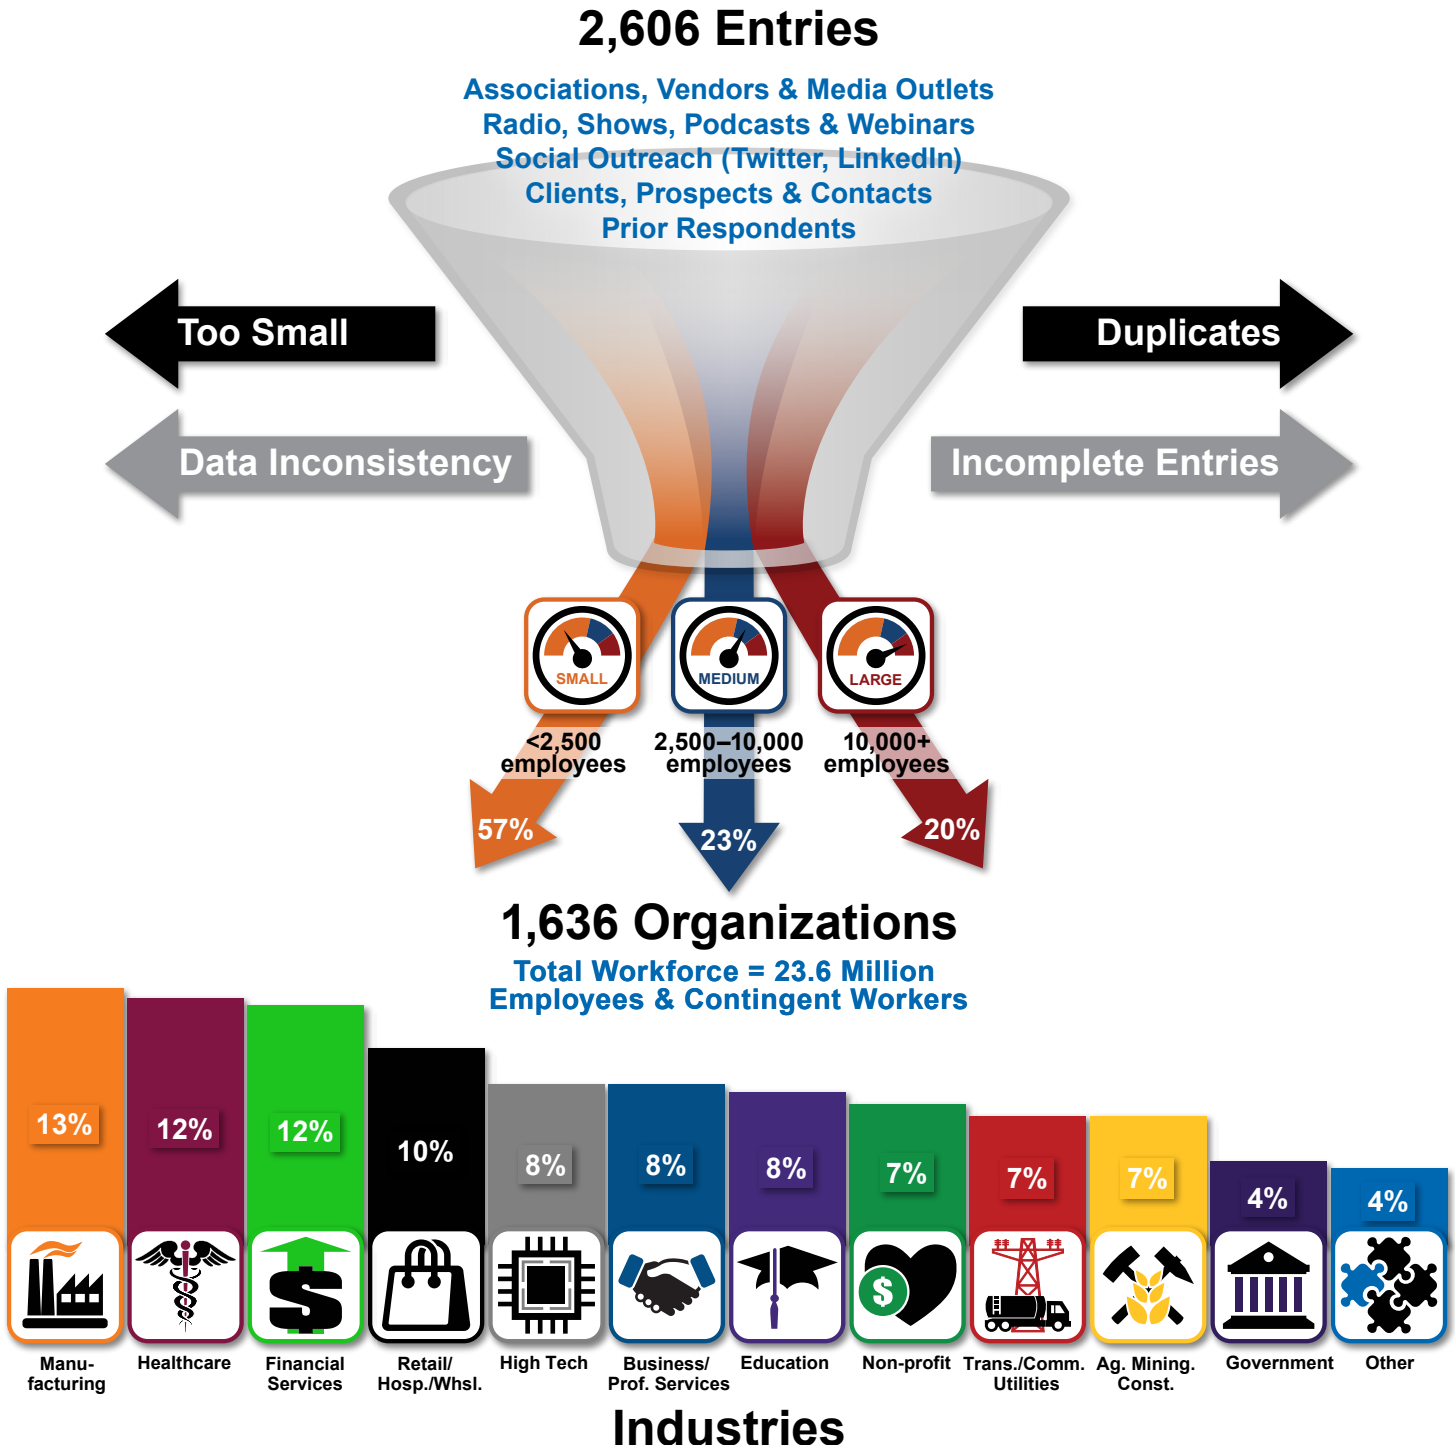 2,606 Entries
Associations, Vendors & Media Outlets
Radio, Shows, Podcasts & Webinars
Social Outreach (Twitter, LinkedIn)
Clients, Prospects & Contacts
Prior Respondents
Too Small
Duplicates
Data Inconsistency
Incomplete Entries
SMALL
MEDIUM
LARGE
<2,500
employees
2,500–10,000
employees
10,000+
employees
57%
23%
20%
1,636 Organizations
Total Workforce = 23.6 Million
Employees & Contingent Workers
13%
12%
12%
10%
8%
8%
8%
7%
7%
7%
4%
4%
$
$
Manu-
facturing
Healthcare
Financial
Services
Retail/
Hosp./Whsl.
High Tech
Business/
Prof. Services
Education
Non-profit
Trans./Comm.
Utilities
Ag. Mining.
Const.
Government
Other
Industries